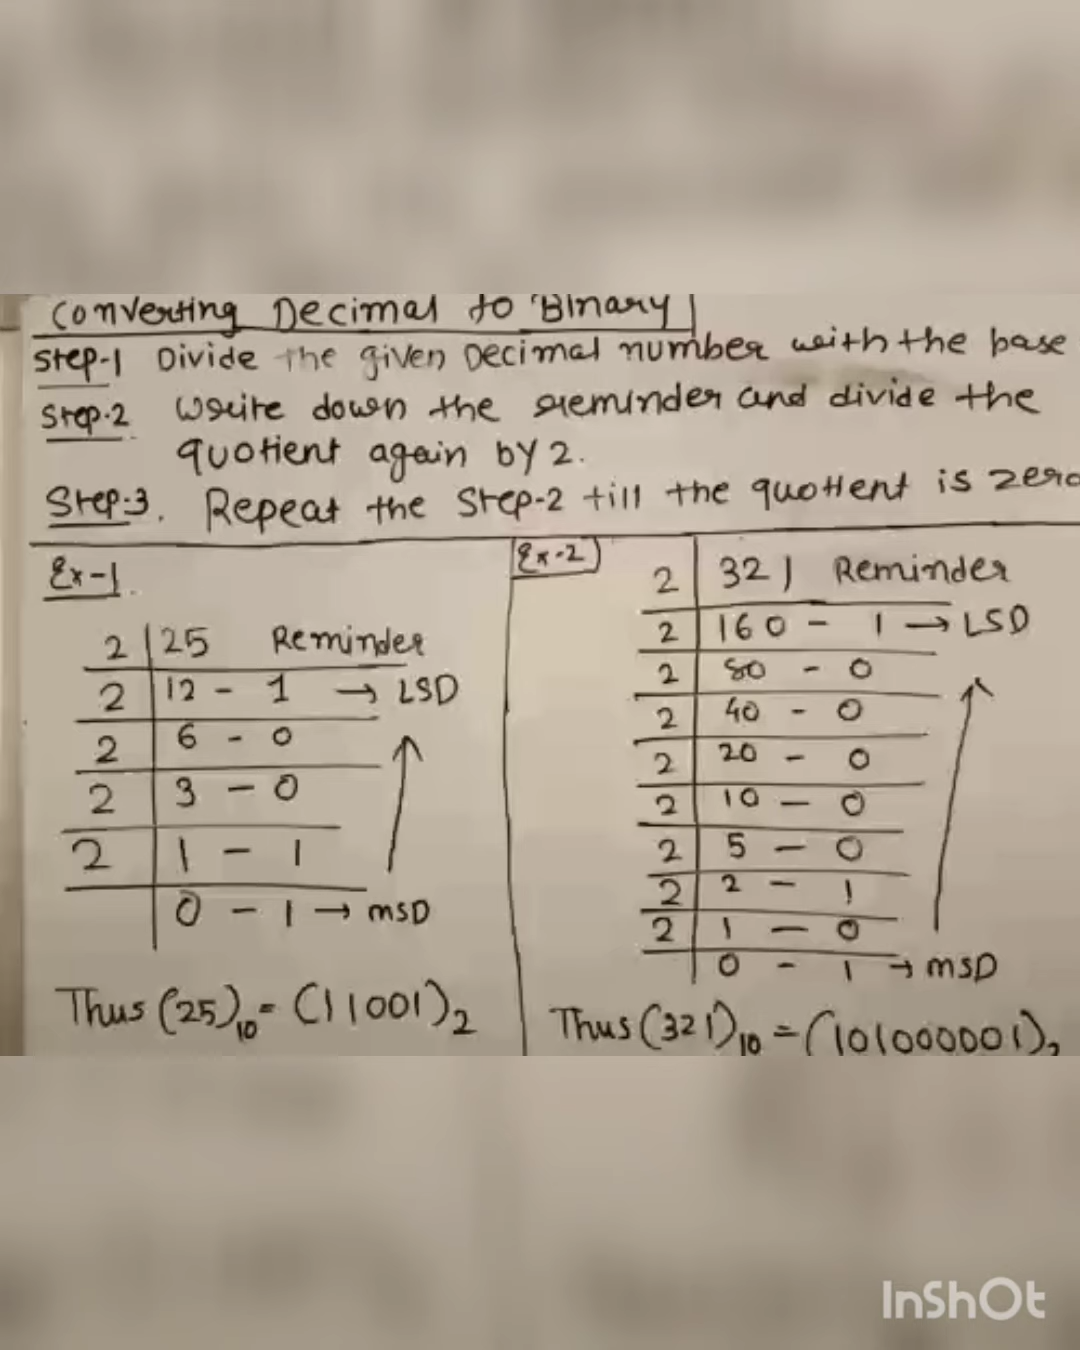 Converting Decimal to Binary
Step-1 Divide the given Decimal number with the base
Step-2 Write down the reminder and divide the
quotient again by 2.
Step-3. Repeat the Step-2 till the quotient is zero
Ex-1.
2 25 Reminder
2 12 - 1 → LSD
2 6 - 0
2 3 - 0
2 1 - 1
0 - 1 → MSD
Thus (25)10 = (11001)2
Ex-2
2 321 Reminder
2 160 - 1 → LSD
2 80 - 0
2 40 - 0
2 20 - 0
2 10 - 0
2 5 - 0
2 2 - 1
2 1 - 0
0 - 1 → MSD
Thus (321)10 = (101000001)2
InShOt